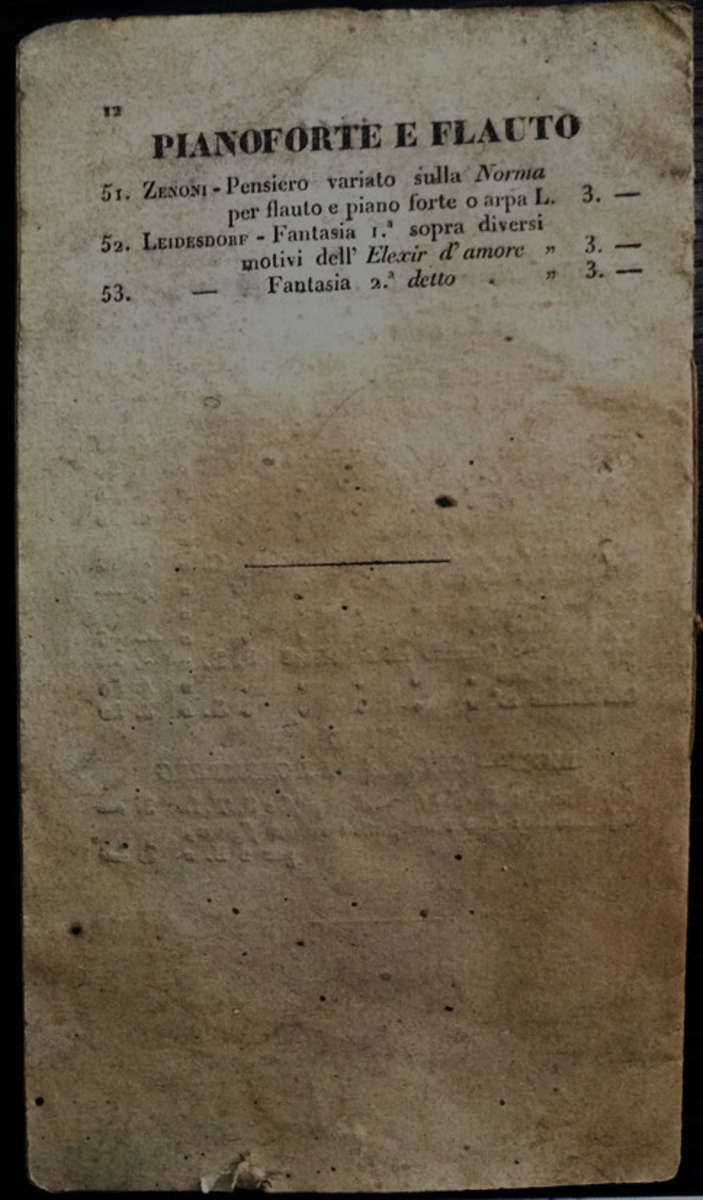 12
PIANOFORTE E FLAUTO
51. ZENONI - Pensiero variato sulla Norma
per flauto e piano forte o arpa L. 3. —
52. LEIDESDORF - Fantasia 1.ª sopra diversi
motivi dell' Elexir d'amore „ 3. —
53. — Fantasia 2.ª detto . „ 3. —